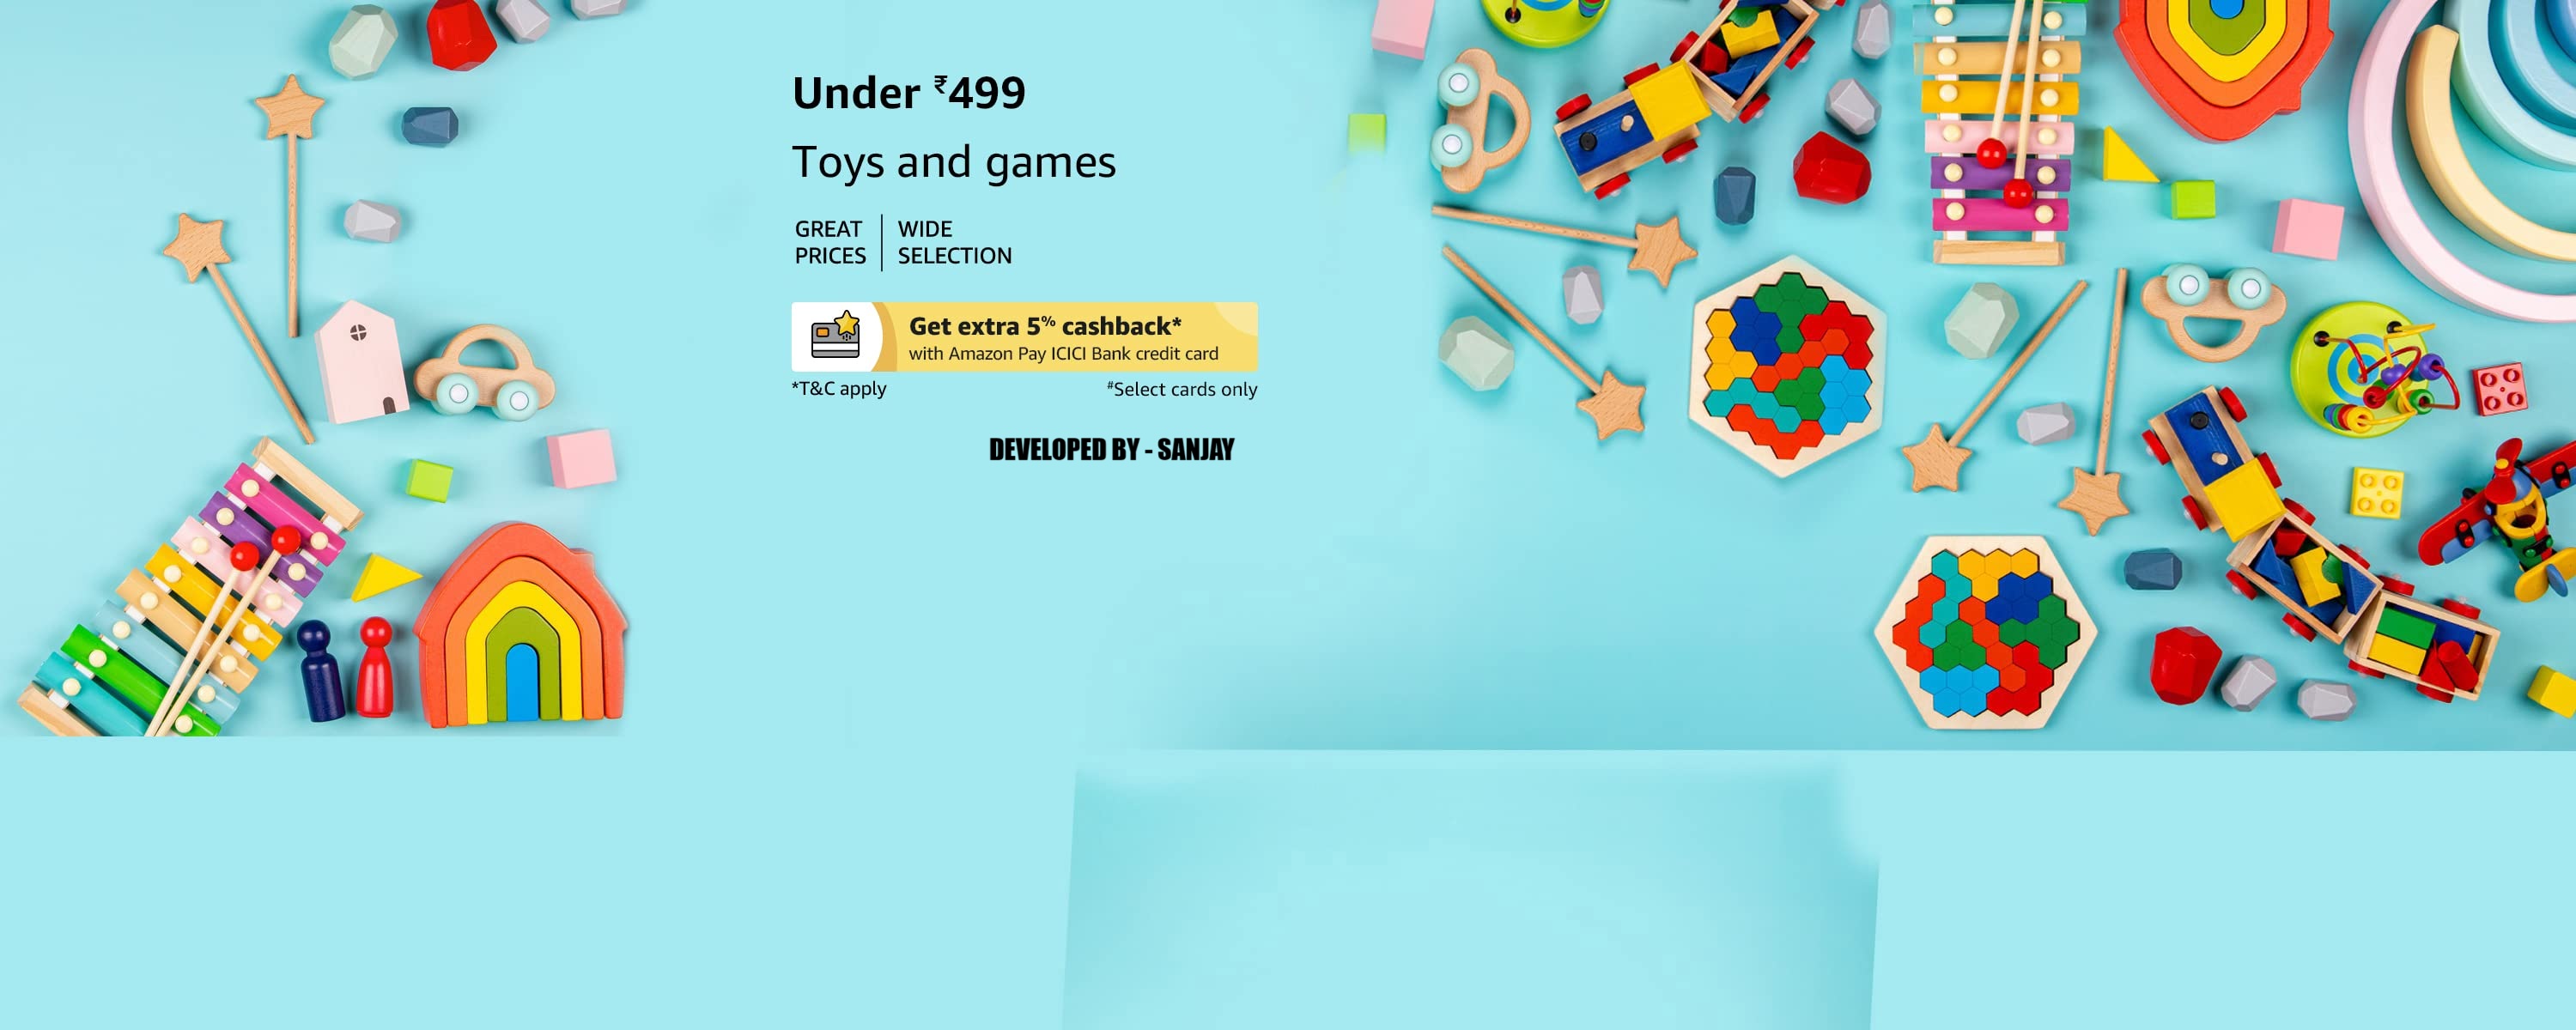 Under ₹499
Toys and games
GREAT PRICES
WIDE SELECTION
Get extra 5% cashback*
with Amazon Pay ICICI Bank credit card
*T&C apply
#Select cards only
DEVELOPED BY - SANJAY